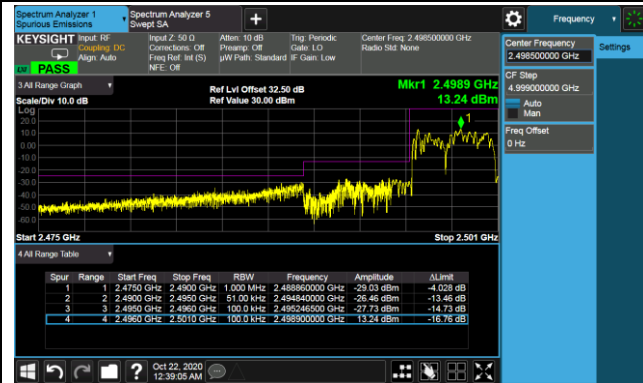 Spectrum Analyzer 1
Spurious Emissions
Spectrum Analyzer 5
Swept SA
Frequency
KEYSIGHT
Input: RF
Coupling: DC
Align: Auto
PASS
Input Z: 50 Ω
Corrections: Off
Freq Ref: Int (S)
NFE: Off
Atten: 10 dB
Preamp: Off
µW Path: Standard
Trig: Periodic
Gate: LO
IF Gain: Low
Center Freq: 2.498500000 GHz
Radio Std: None
Center Frequency
2.498500000 GHz
Settings
CF Step
4.999000000 GHz
Auto
Man
Freq Offset
0 Hz
3 All Range Graph
Scale/Div 10.0 dB
Ref Lvl Offset 32.50 dB
Ref Value 30.00 dBm
Mkr1 2.4989 GHz
13.24 dBm
Log
20.0
10.0
0.00
-10.0
-20.0
-30.0
-40.0
-50.0
-60.0
1
Start 2.475 GHz
Stop 2.501 GHz
4 All Range Table
Spur Range Start Freq Stop Freq RBW Frequency Amplitude ΔLimit
1 1 2.4750 GHz 2.4900 GHz 1.000 MHz 2.488860000 GHz -29.03 dBm -4.028 dB
2 2 2.4900 GHz 2.4950 GHz 51.00 kHz 2.494840000 GHz -26.46 dBm -13.46 dB
3 3 2.4950 GHz 2.4960 GHz 100.0 kHz 2.495246500 GHz -27.73 dBm -14.73 dB
4 4 2.4960 GHz 2.5010 GHz 100.0 kHz 2.498900000 GHz 13.24 dBm -16.76 dB
Oct 22, 2020
12:39:05 AM